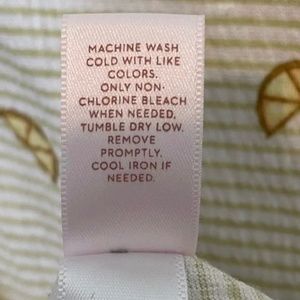 MACHINE WASH
COLD WITH LIKE
COLORS.
ONLY NON-
CHLORINE BLEACH
WHEN NEEDED,
TUMBLE DRY LOW.
REMOVE
PROMPTLY.
COOL IRON IF
NEEDED.